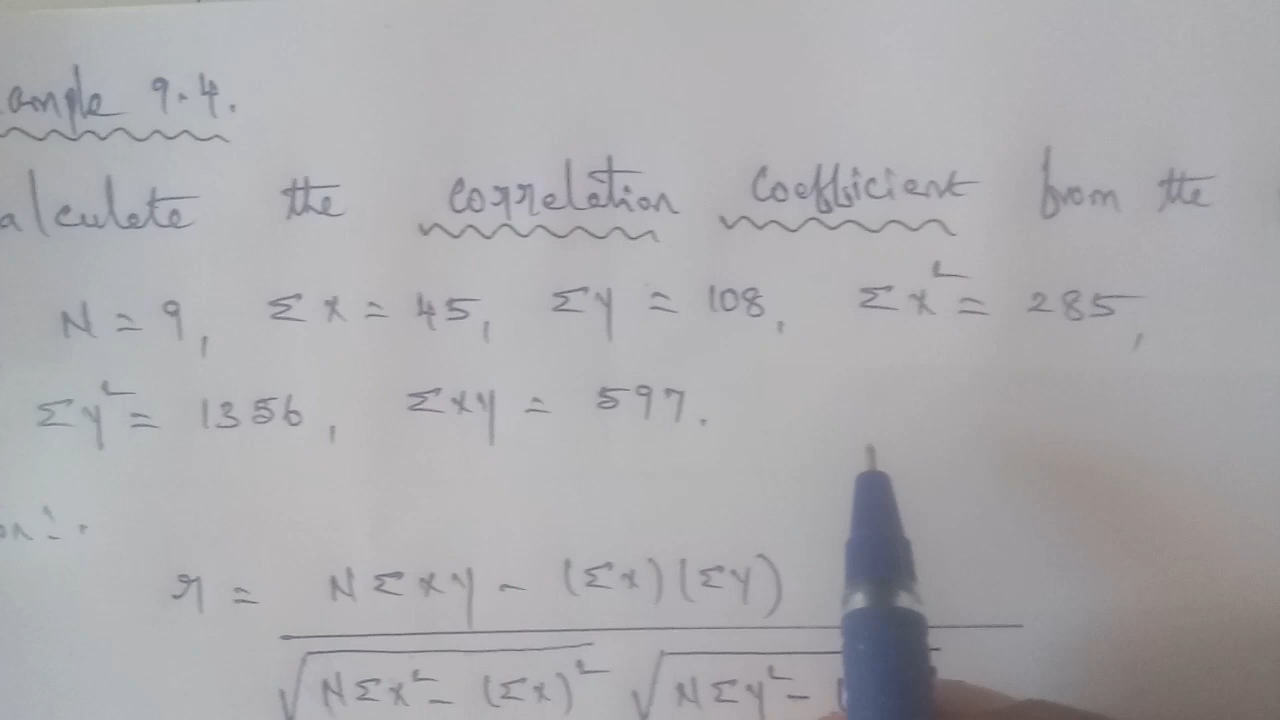 ample 9.4.
alculate the correlation coefficient from the
N = 9, Σx = 45, Σy = 108, Σx² = 285,
Σy² = 1356, Σxy = 597.
on:.
r = NΣxy - (Σx)(Σy)
√NΣx² - (Σx)² √NΣy² - (